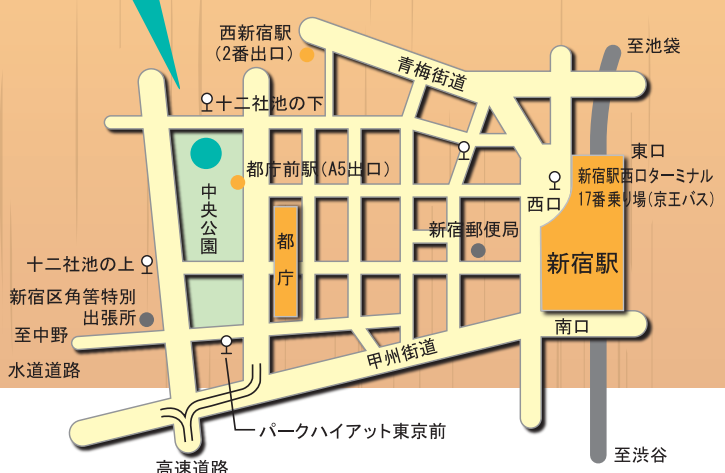 西新宿駅
(2番出口)
至池袋
青梅街道
十二社池の下
東口
都庁前駅(A5出口)
新宿駅西口ターミナル
17番乗り場(京王バス)
中央公園
西口
新宿郵便局
都庁
新宿駅
十二社池の上
新宿区角筈特別
出張所
至中野
南口
甲州街道
水道道路
パークハイアット東京前
高速道路
至渋谷